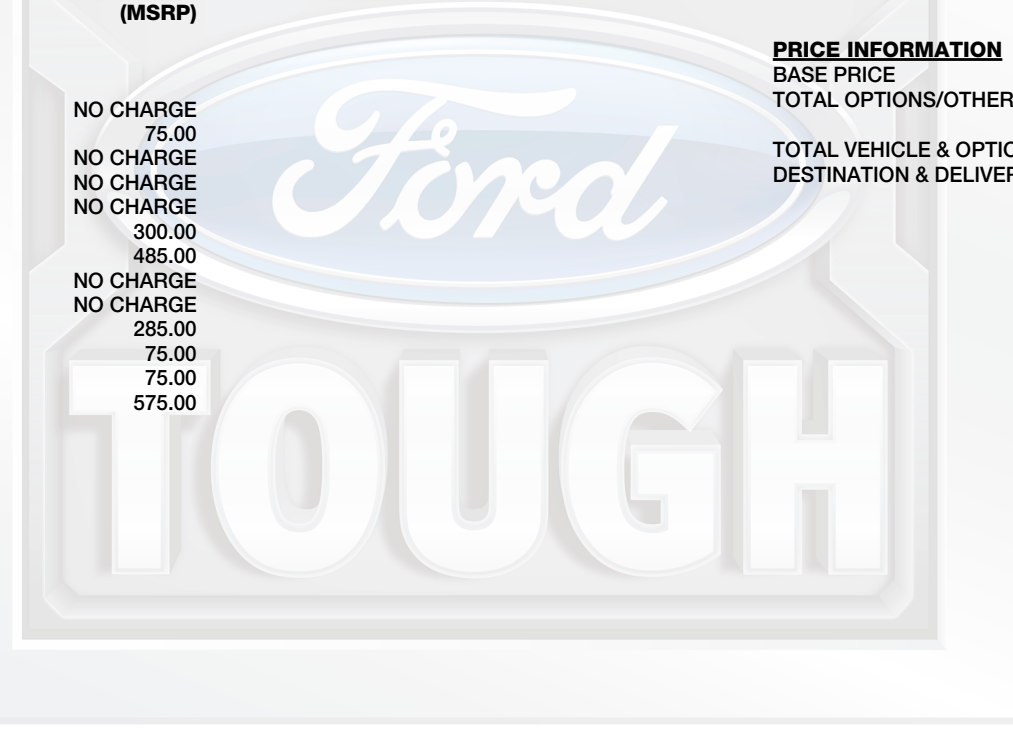 (MSRP)
NO CHARGE
75.00
NO CHARGE
NO CHARGE
NO CHARGE
300.00
485.00
NO CHARGE
NO CHARGE
285.00
75.00
75.00
575.00
PRICE INFORMATION
BASE PRICE
TOTAL OPTIONS/OTHER
TOTAL VEHICLE & OPTIO
DESTINATION & DELIVER
Ford
TOUGH